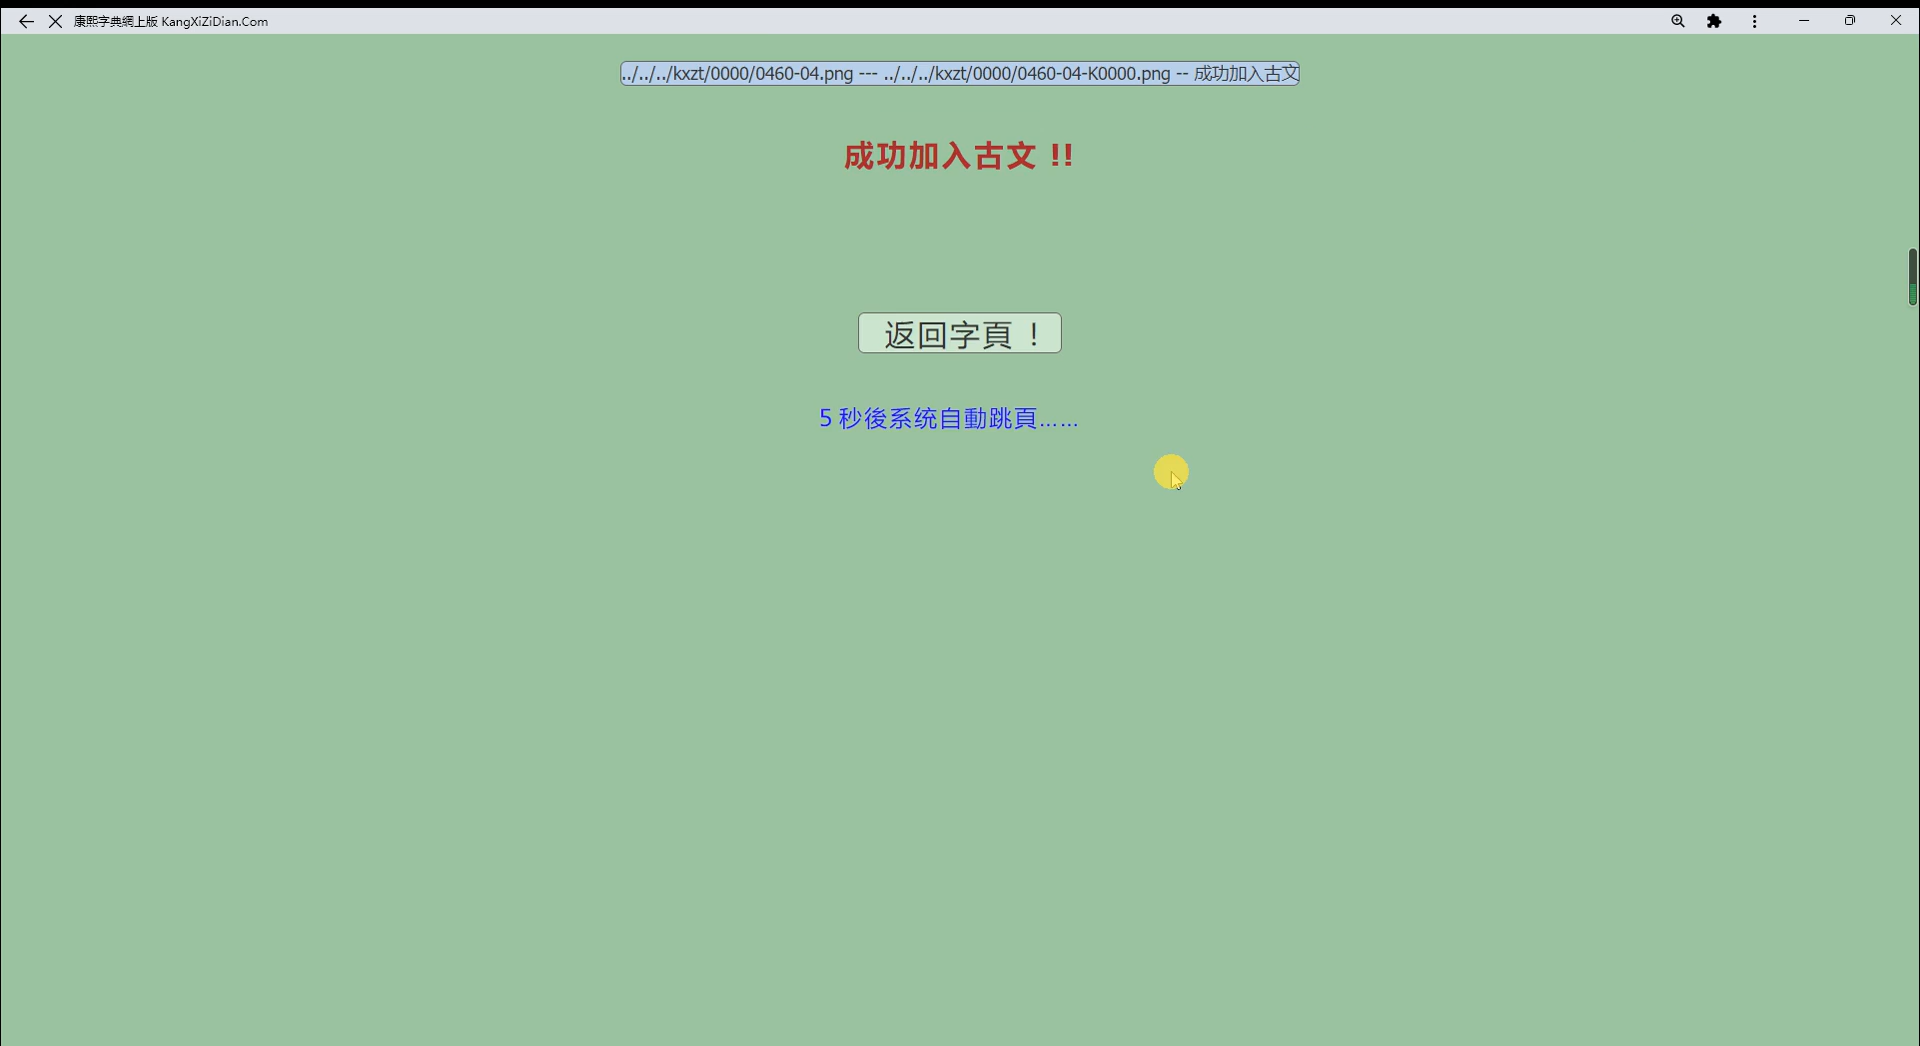 康熙字典網上版 KangXiZiDian.Com
../../../kxzt/0000/0460-04.png --- ../../../kxzt/0000/0460-04-K0000.png -- 成功加入古文
成功加入古文 !!
返回字頁 ！
5 秒後系统自動跳頁……